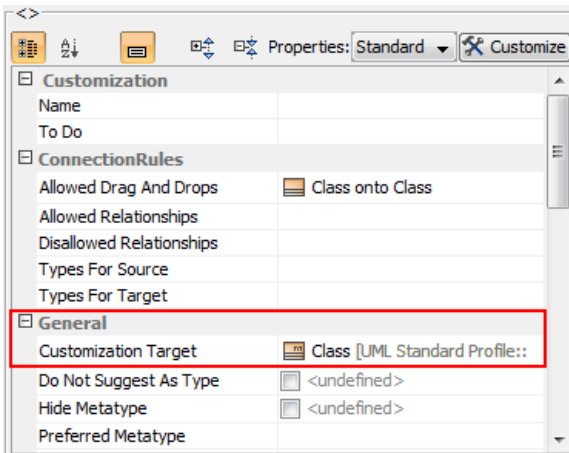 <>
Properties: Standard Customize
Customization
Name
To Do
ConnectionRules
Allowed Drag And Drops Class onto Class
Allowed Relationships
Disallowed Relationships
Types For Source
Types For Target
General
Customization Target Class [UML Standard Profile::
Do Not Suggest As Type <undefined>
Hide Metatype <undefined>
Preferred Metatype